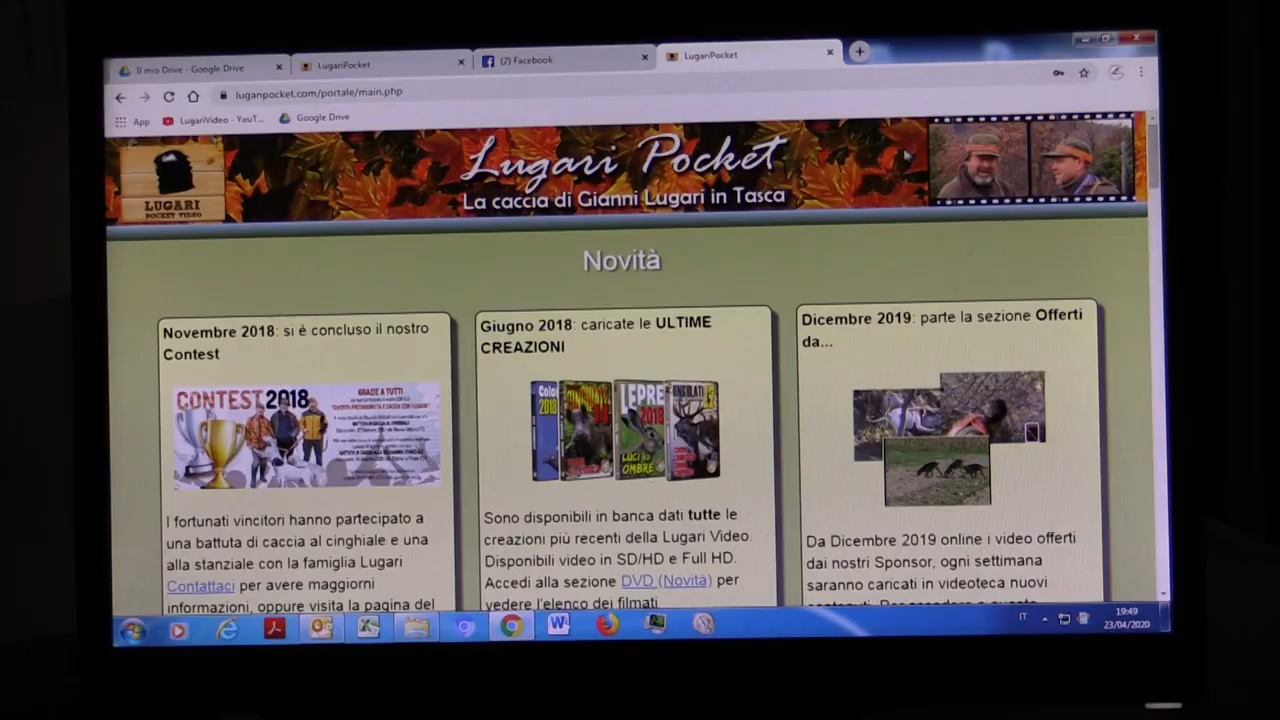 Il mio Drive - Google Drive
LugariPocket
(2) Facebook
LugariPocket
luganpocket.com/portale/main.php
App
LugariVideo - YouT...
Google Drive
LUGARI
POCKET VIDEO
Lugari Pocket
La caccia di Gianni Lugari in Tasca
Novità
Novembre 2018: si è concluso il nostro
Contest
CONTEST 2018
GRAZIE A TUTTI
I fortunati vincitori hanno partecipato a
una battuta di caccia al cinghiale e una
alla stanziale con la famiglia Lugari
Contattaci per avere maggiori
informazioni, oppure visita la pagina del
Giugno 2018: caricate le ULTIME
CREAZIONI
2018
LEPRE
2018
LUCI ED
OMBRE
Sono disponibili in banca dati tutte le
creazioni più recenti della Lugari Video.
Disponibili video in SD/HD e Full HD.
Accedi alla sezione DVD (Novità) per
vedere l'elenco dei filmati
Dicembre 2019: parte la sezione Offerti
da...
Da Dicembre 2019 online i video offerti
dai nostri Sponsor, ogni settimana
saranno caricati in videoteca nuovi
IT
19:49
23/04/2020